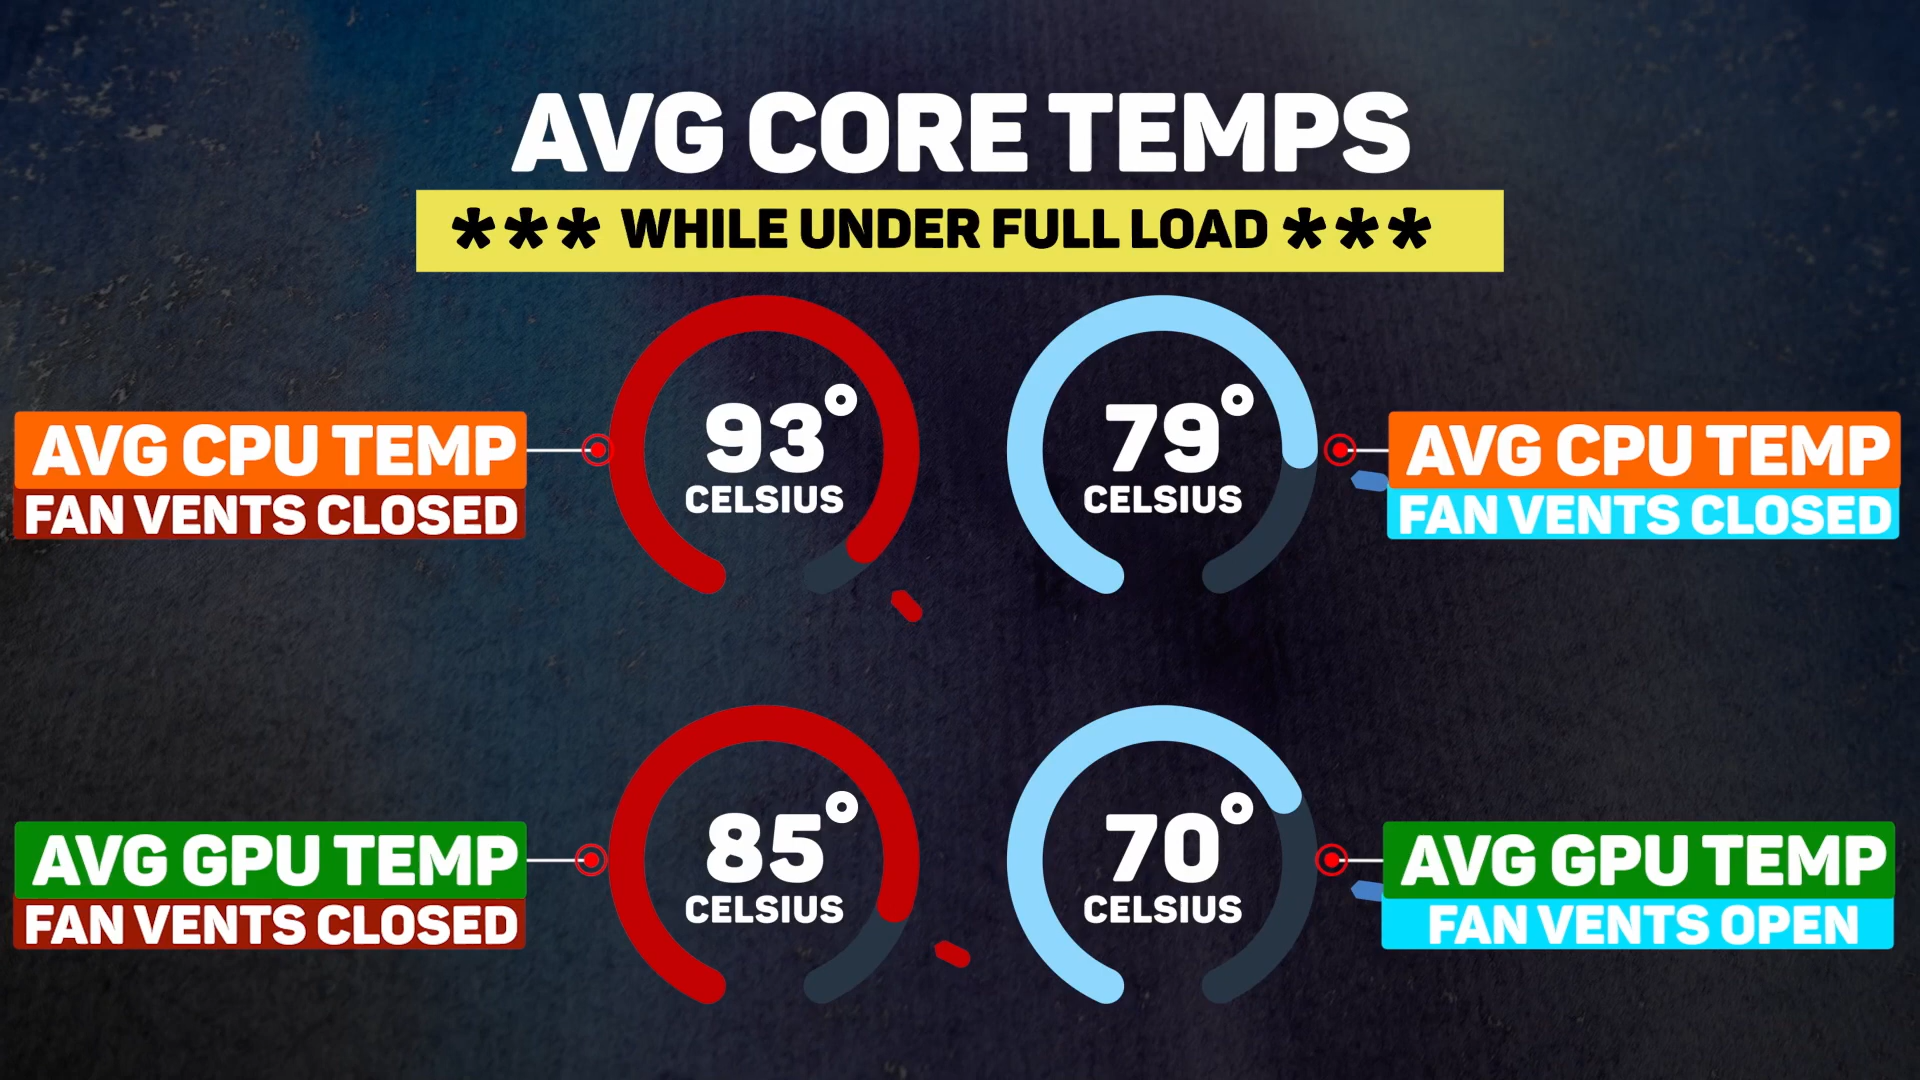 AVG CORE TEMPS
*** WHILE UNDER FULL LOAD ***
AVG CPU TEMP
FAN VENTS CLOSED
93°
CELSIUS
79°
CELSIUS
AVG CPU TEMP
FAN VENTS CLOSED
AVG GPU TEMP
FAN VENTS CLOSED
85°
CELSIUS
70°
CELSIUS
AVG GPU TEMP
FAN VENTS OPEN